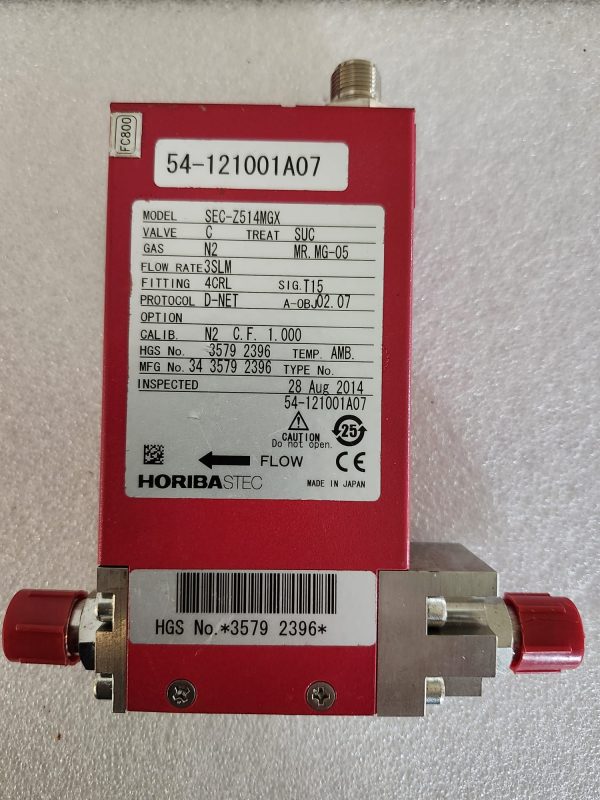 FC800
54-121001A07
MODEL SEC-Z514MGX
VALVE C TREAT SUC
GAS N2 MR.MG-05
FLOW RATE 3SLM
FITTING 4CRL SIG. T15
PROTOCOL D-NET A-OBJ 02.07
OPTION
CALIB. N2 C.F. 1.000
HGS No. 3579 2396 TEMP. AMB.
MFG No. 34 3579 2396 TYPE No.
INSPECTED 28 Aug 2014
54-121001A07
CAUTION
Do not open.
25
FLOW
CE
HORIBASTEC
MADE IN JAPAN
HGS No.*3579 2396*